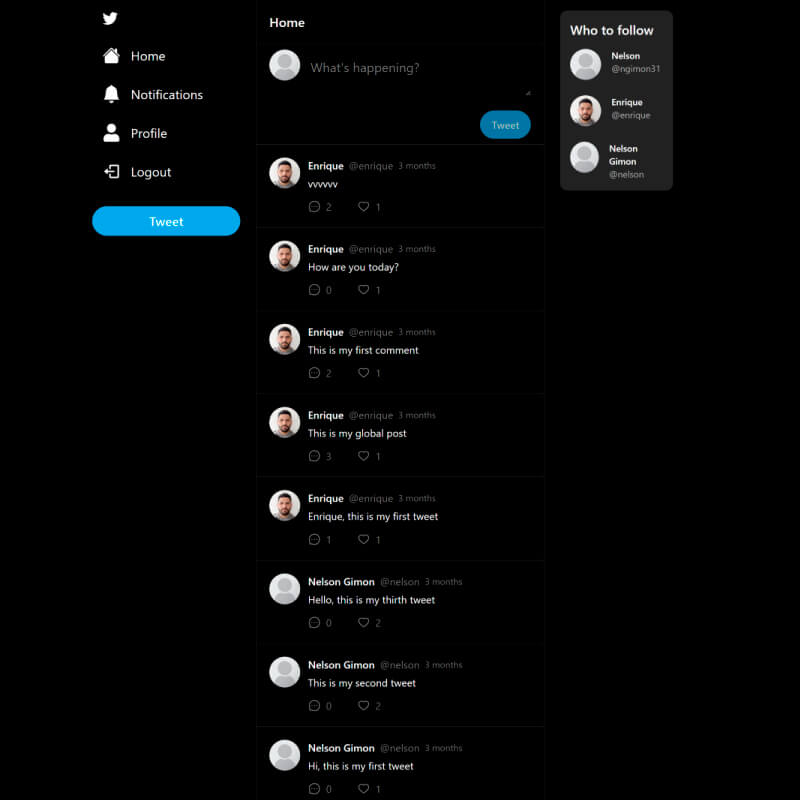 Home
Notifications
Profile
Logout
Tweet
Home
What's happening?
Tweet
Enrique @enrique 3 months
vvvvvv
2 1
Enrique @enrique 3 months
How are you today?
0 1
Enrique @enrique 3 months
This is my first comment
2 1
Enrique @enrique 3 months
This is my global post
3 1
Enrique @enrique 3 months
Enrique, this is my first tweet
1 1
Nelson Gimon @nelson 3 months
Hello, this is my thirth tweet
0 2
Nelson Gimon @nelson 3 months
This is my second tweet
0 2
Nelson Gimon @nelson 3 months
Hi, this is my first tweet
0 1
Who to follow
Nelson
@ngimon31
Enrique
@enrique
Nelson
Gimon
@nelson